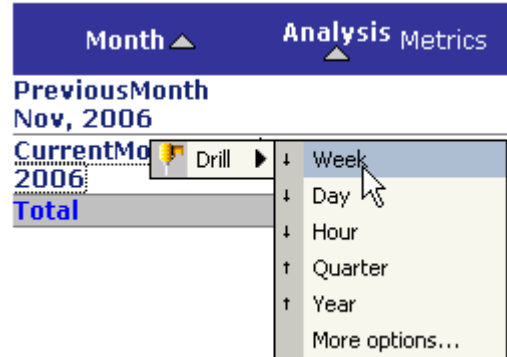 Month Analysis Metrics
PreviousMonth
Nov, 2006
CurrentMo
2006
Total
Drill
Week
Day
Hour
Quarter
Year
More options...